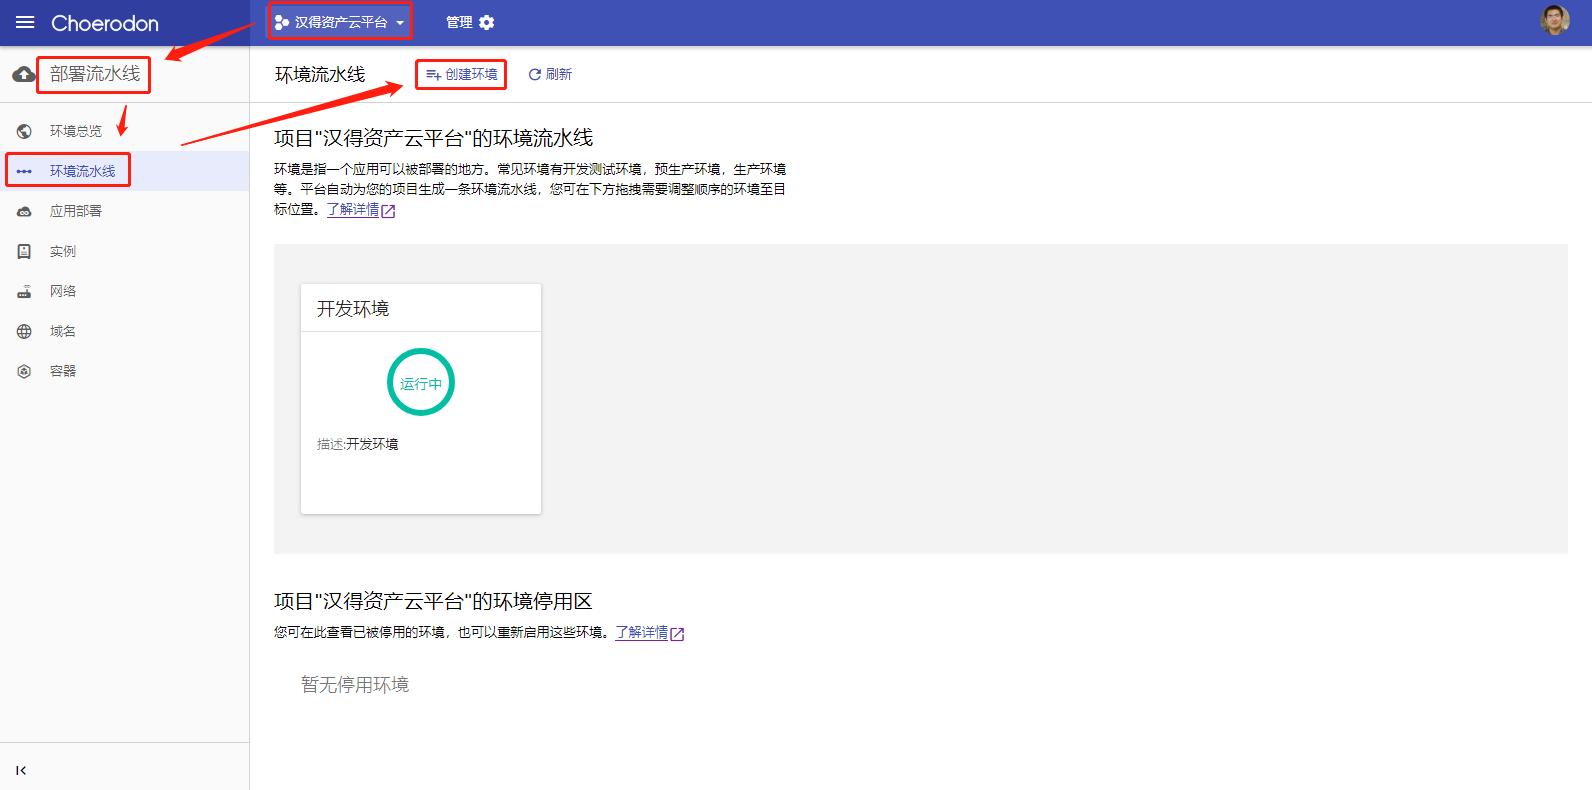 Choerodon
汉得资产云平台
管理
部署流水线
环境总览
环境流水线
应用部署
实例
网络
域名
容器
环境流水线
创建环境
刷新
项目"汉得资产云平台"的环境流水线
环境是指一个应用可以被部署的地方。常见环境有开发测试环境，预生产环境，生产环境
等。平台自动为您的项目生成一条环境流水线，您可在下方拖拽需要调整顺序的环境至目
标位置。了解详情
开发环境
运行中
描述:开发环境
项目"汉得资产云平台"的环境停用区
您可在此查看已被停用的环境，也可以重新启用这些环境。了解详情
暂无停用环境